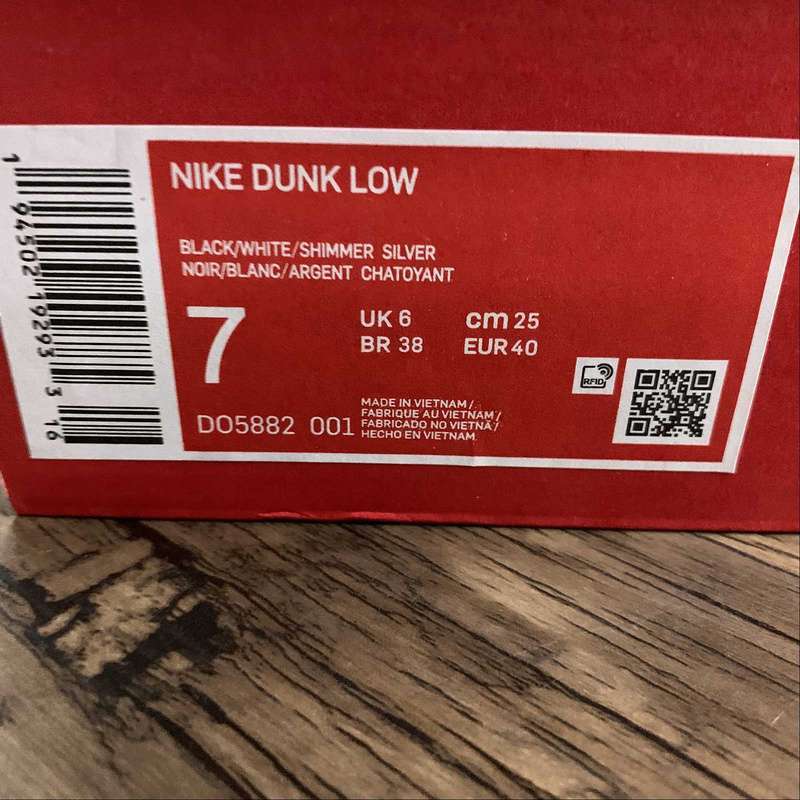 NIKE DUNK LOW
BLACK/WHITE/SHIMMER SILVER
NOIR/BLANC/ARGENT CHATOYANT
7
UK 6
cm 25
BR 38
EUR 40
DO5882 001
MADE IN VIETNAM /
FABRIQUE AU VIETNAM /
FABRICADO NO VIETNÃ /
HECHO EN VIETNAM
RFID
1 94502 19293 3 16